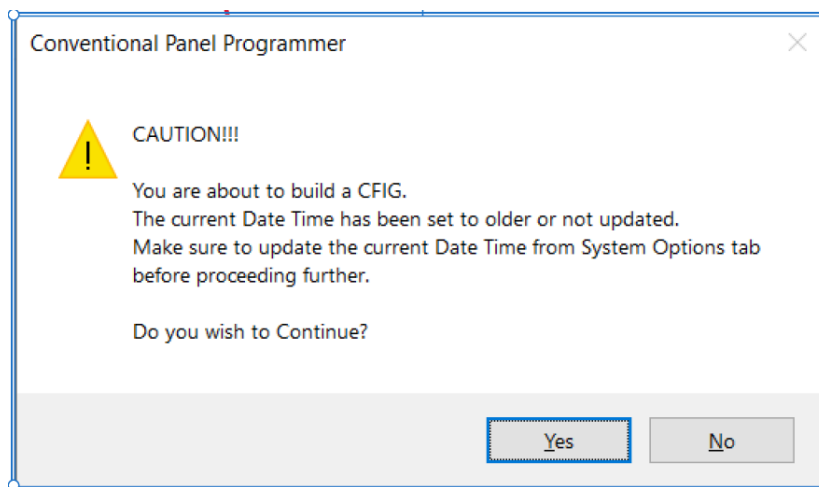 Conventional Panel Programmer
CAUTION!!!
You are about to build a CFIG.
The current Date Time has been set to older or not updated.
Make sure to update the current Date Time from System Options tab
before proceeding further.
Do you wish to Continue?
Yes
No